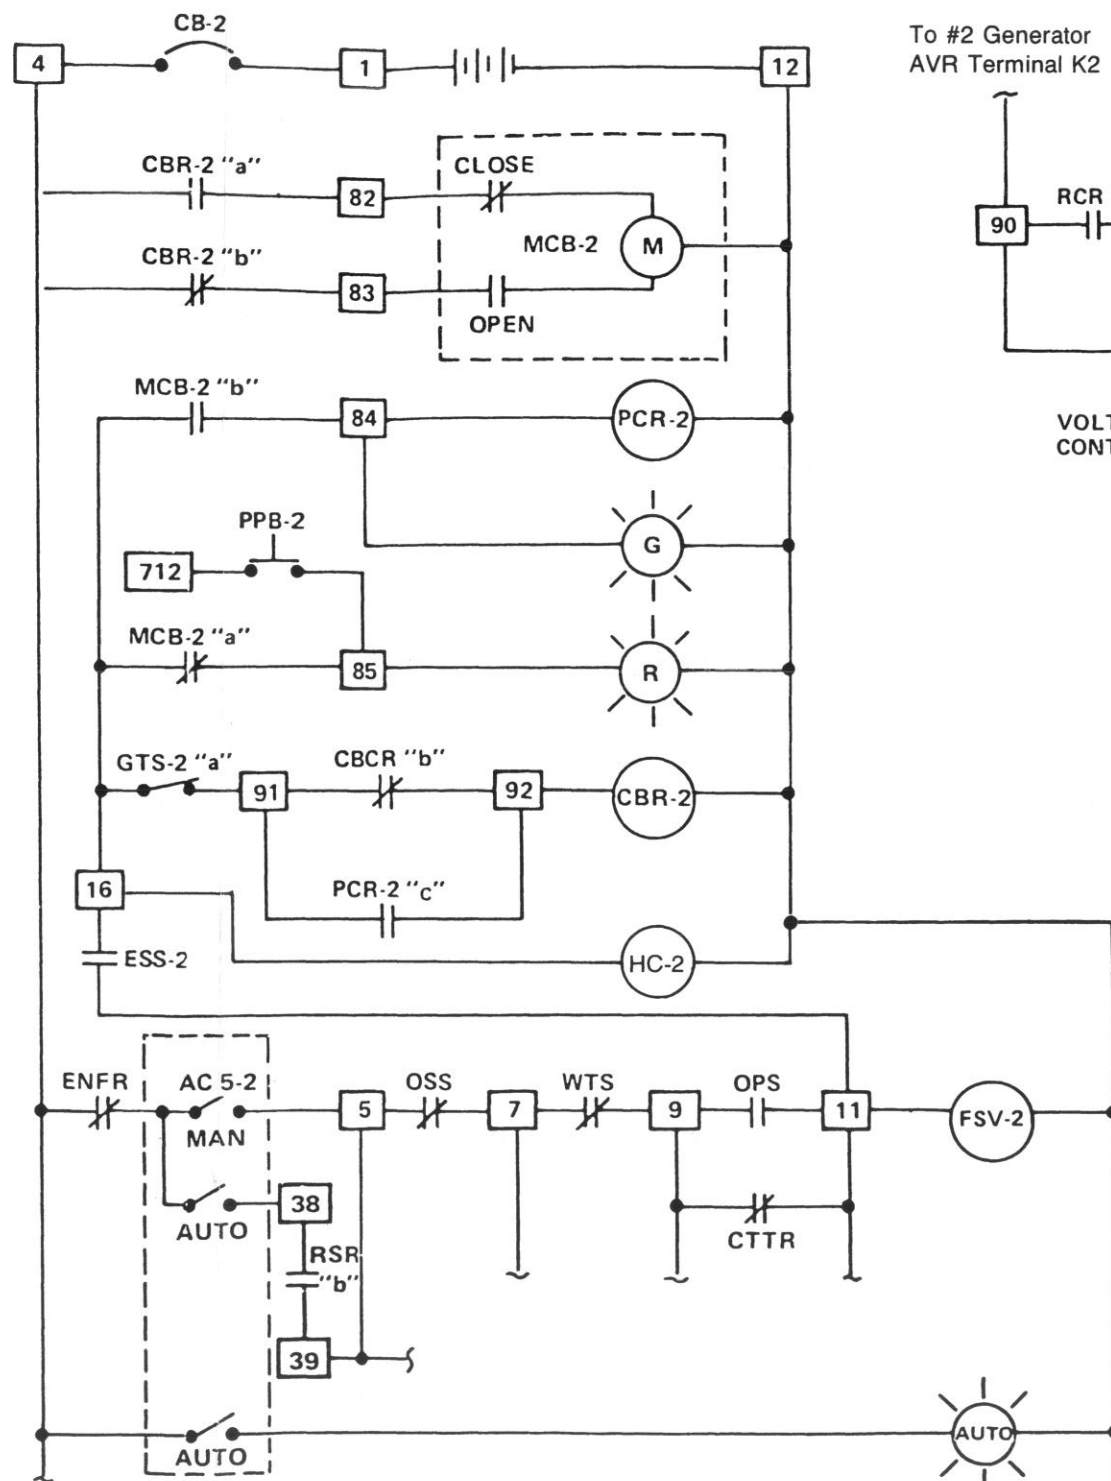 CB-2
To #2 Generator
AVR Terminal K2
4
1
12
CBR-2 "a"
CLOSE
82
RCR
90
MCB-2
M
CBR-2 "b"
83
OPEN
MCB-2 "b"
84
PCR-2
VOLT
CONT
PPB-2
G
712
MCB-2 "a"
85
R
GTS-2 "a"
CBCR "b"
91
92
CBR-2
16
PCR-2 "c"
ESS-2
HC-2
ENFR
AC 5-2
OSS
WTS
OPS
5
7
9
11
FSV-2
MAN
38
AUTO
CTTR
RSR
"b"
39
AUTO
AUTO